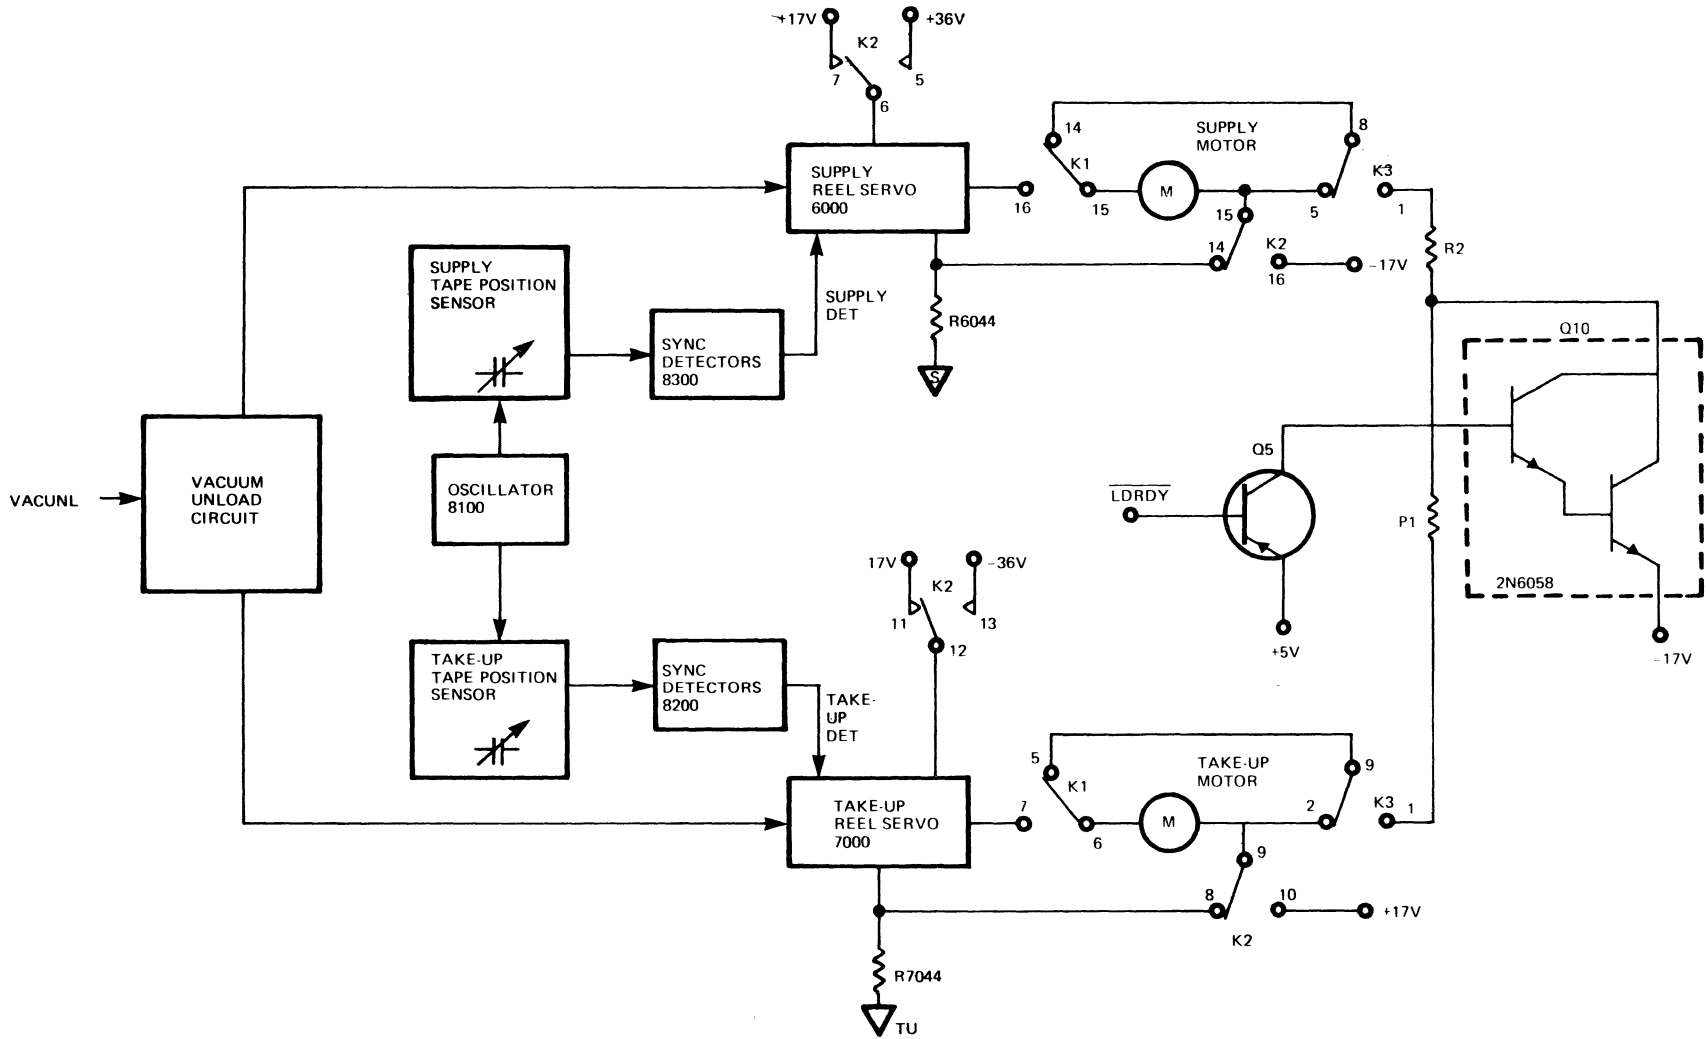 +17V
+36V
K2
7
5
6
SUPPLY
REEL SERVO
6000
16
14
K1
15
SUPPLY
MOTOR
M
8
K3
5
1
15
14
K2
16
-17V
R2
SUPPLY
TAPE POSITION
SENSOR
SUPPLY
DET
R6044
S
SYNC
DETECTORS
8300
Q10
2N6058
-17V
VACUNL
VACUUM
UNLOAD
CIRCUIT
OSCILLATOR
8100
Q5
LDRDY
+5V
P1
17V
-36V
K2
11
13
12
TAKE-UP
TAPE POSITION
SENSOR
SYNC
DETECTORS
8200
TAKE-
UP
DET
TAKE-UP
REEL SERVO
7000
7
5
K1
6
TAKE-UP
MOTOR
M
9
K3
2
1
9
8
10
K2
+17V
R7044
TU